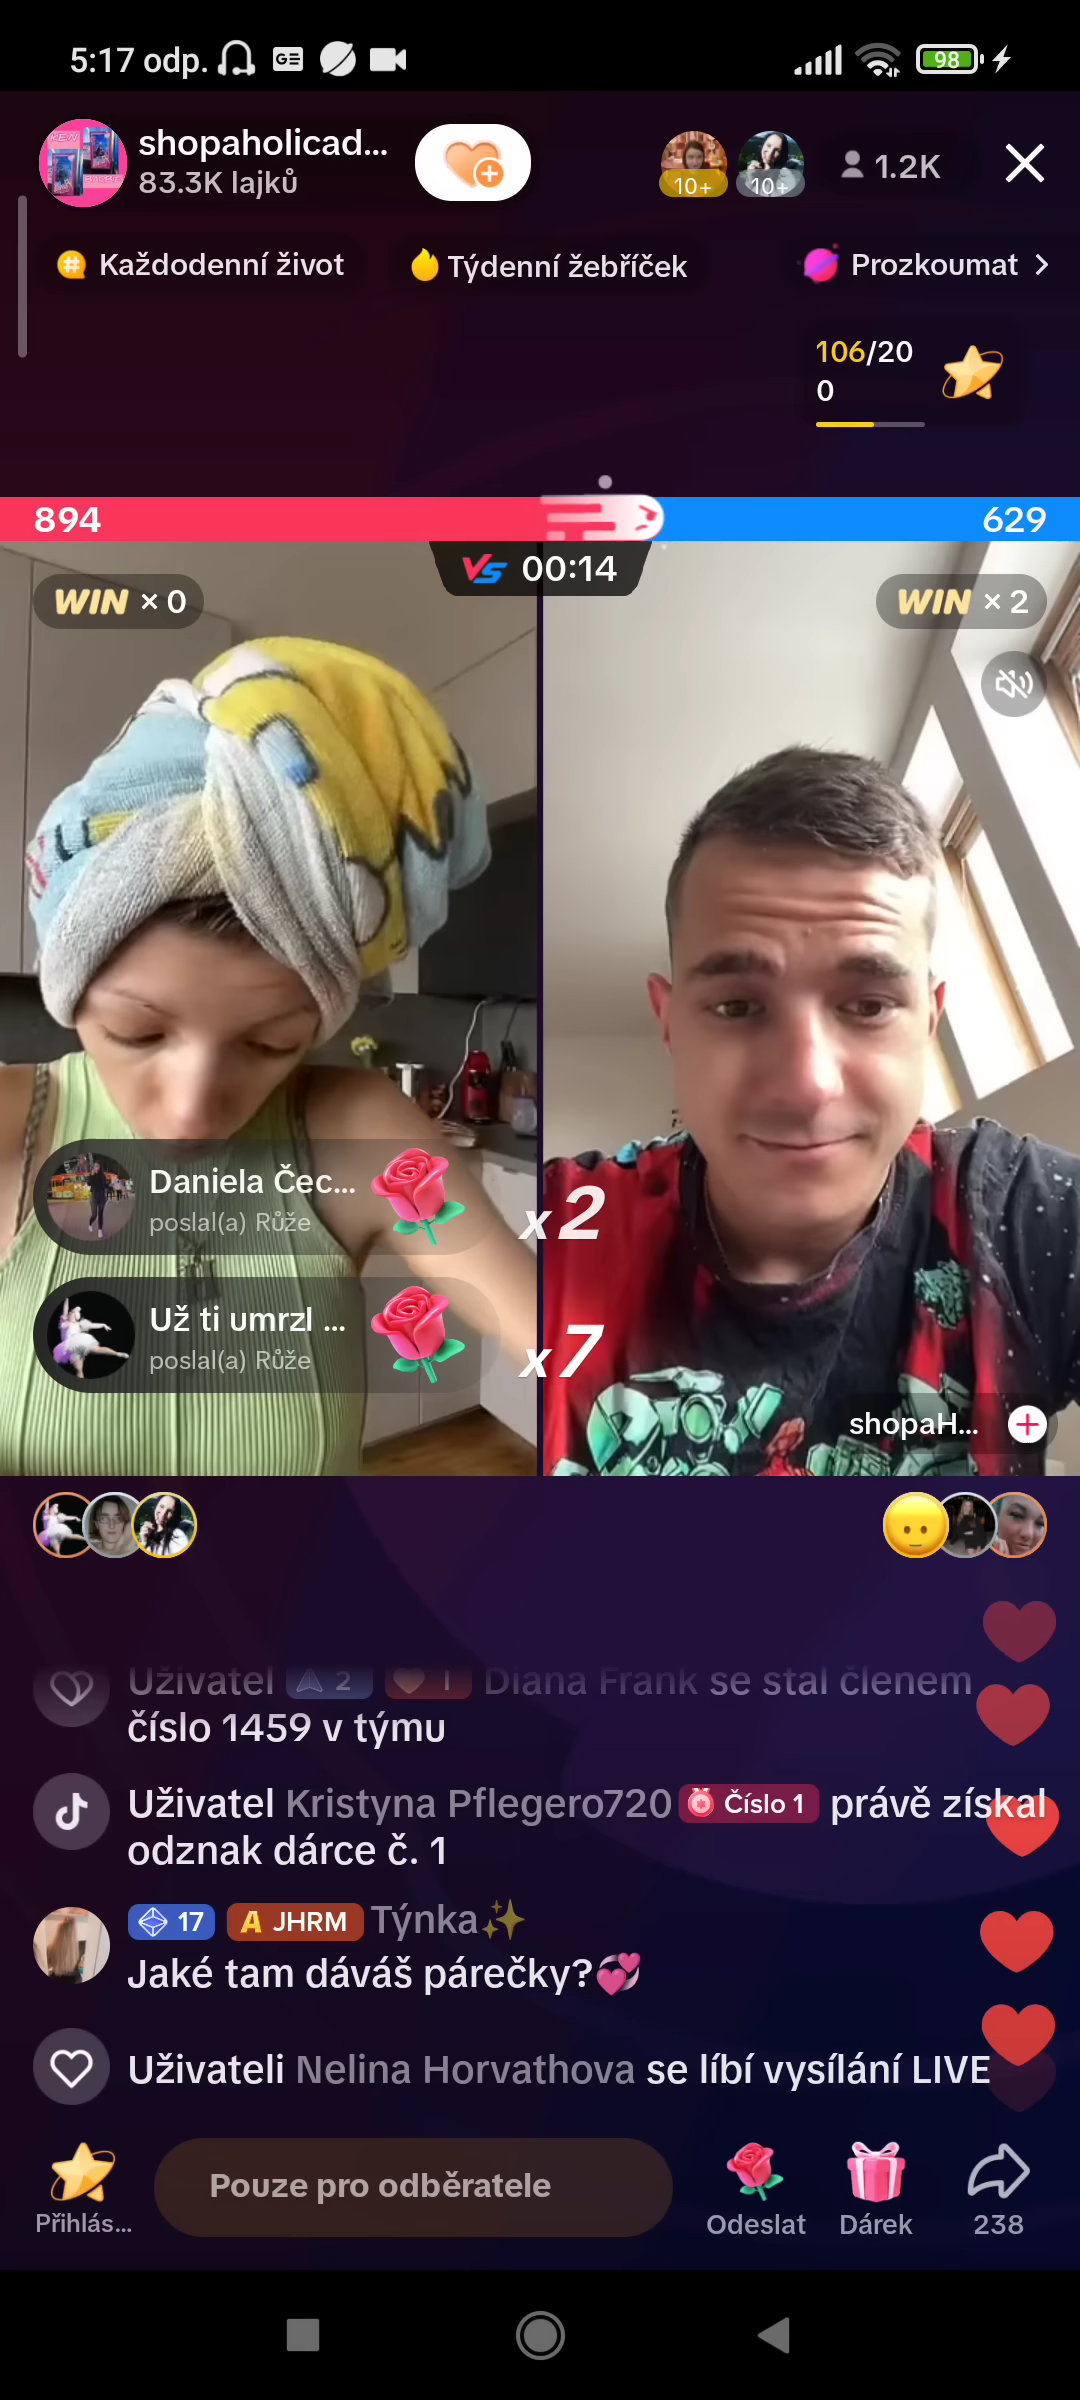 5:17 odp.
98
shopaholicad...
83.3K lajků
10+
10+
1.2K
Každodenní život
Týdenní žebříček
Prozkoumat
106/20
0
894
629
VS 00:14
WIN × 0
WIN × 2
Daniela Čec...
poslal(a) Růže
x2
Už ti umrzl ...
poslal(a) Růže
x7
shopaH...
Uživatel 2 1 Diana Frank se stal členem
číslo 1459 v týmu
Uživatel Kristyna Pflegero720 Číslo 1 právě získal
odznak dárce č. 1
17 A JHRM Týnka
Jaké tam dáváš párečky?
Uživateli Nelina Horvathova se líbí vysílání LIVE
Přihlás...
Pouze pro odběratele
Odeslat
Dárek
238